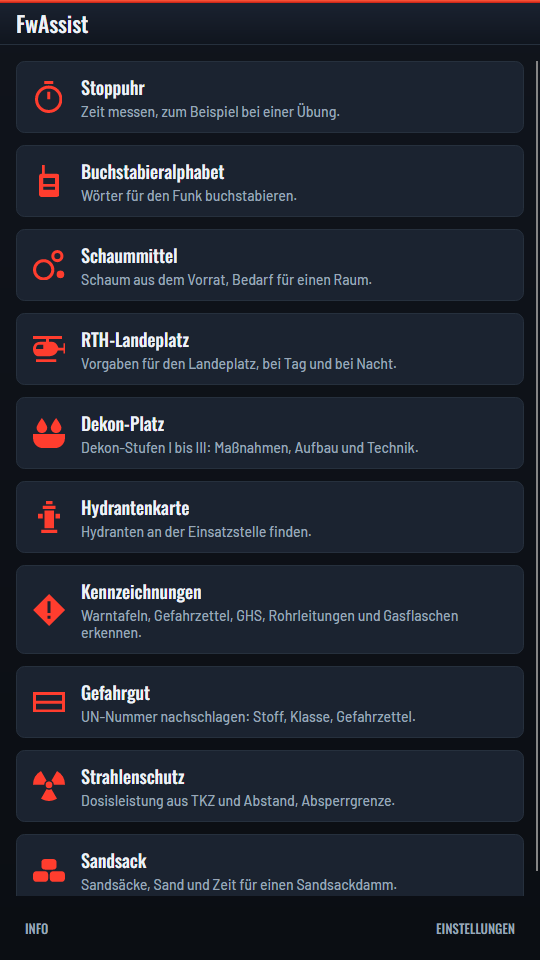 FwAssist
Stoppuhr
Zeit messen, zum Beispiel bei einer Übung.
Buchstabieralphabet
Wörter für den Funk buchstabieren.
Schaummittel
Schaum aus dem Vorrat, Bedarf für einen Raum.
RTH-Landeplatz
Vorgaben für den Landeplatz, bei Tag und bei Nacht.
Dekon-Platz
Dekon-Stufen I bis III: Maßnahmen, Aufbau und Technik.
Hydrantenkarte
Hydranten an der Einsatzstelle finden.
Kennzeichnungen
Warntafeln, Gefahrzettel, GHS, Rohrleitungen und Gasflaschen
erkennen.
Gefahrgut
UN-Nummer nachschlagen: Stoff, Klasse, Gefahrzettel.
Strahlenschutz
Dosisleistung aus TKZ und Abstand, Absperrgrenze.
Sandsack
Sandsäcke, Sand und Zeit für einen Sandsackdamm.
INFO
EINSTELLUNGEN